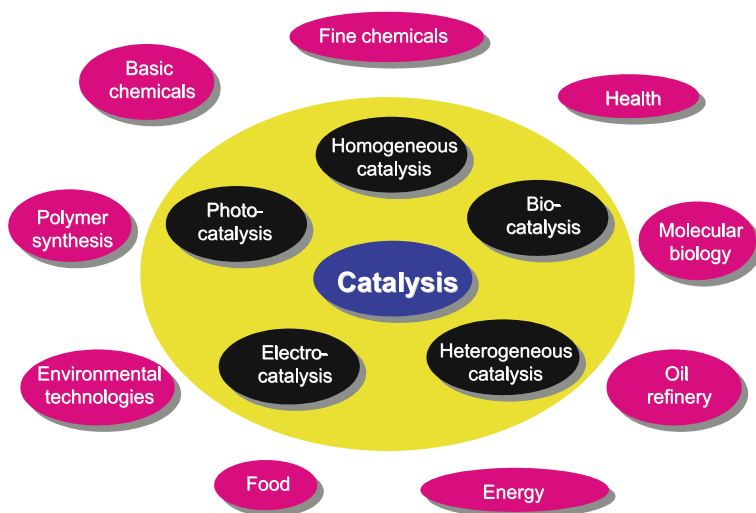 Fine chemicals
Basic
chemicals
Health
Homogeneous
catalysis
Photo-
catalysis
Bio-
catalysis
Polymer
synthesis
Molecular
biology
Catalysis
Electro-
catalysis
Heterogeneous
catalysis
Environmental
technologies
Oil
refinery
Food
Energy